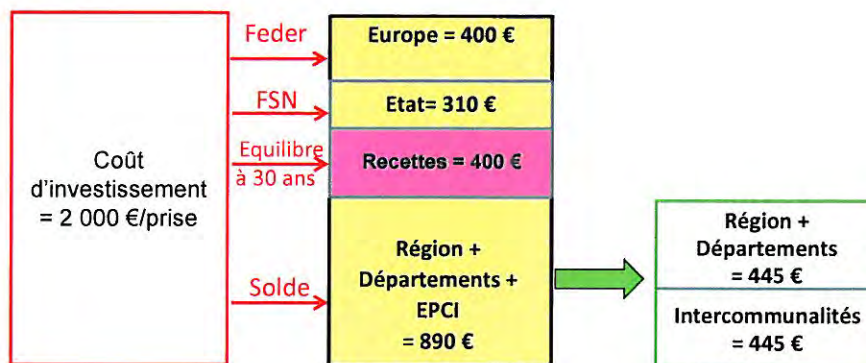 Coût
d'investissement
= 2 000 €/prise
Feder
FSN
Equilibre
à 30 ans
Solde
Europe = 400 €
Etat= 310 €
Recettes = 400 €
Région +
Départements +
EPCI
= 890 €
Région +
Départements
= 445 €
Intercommunalités
= 445 €